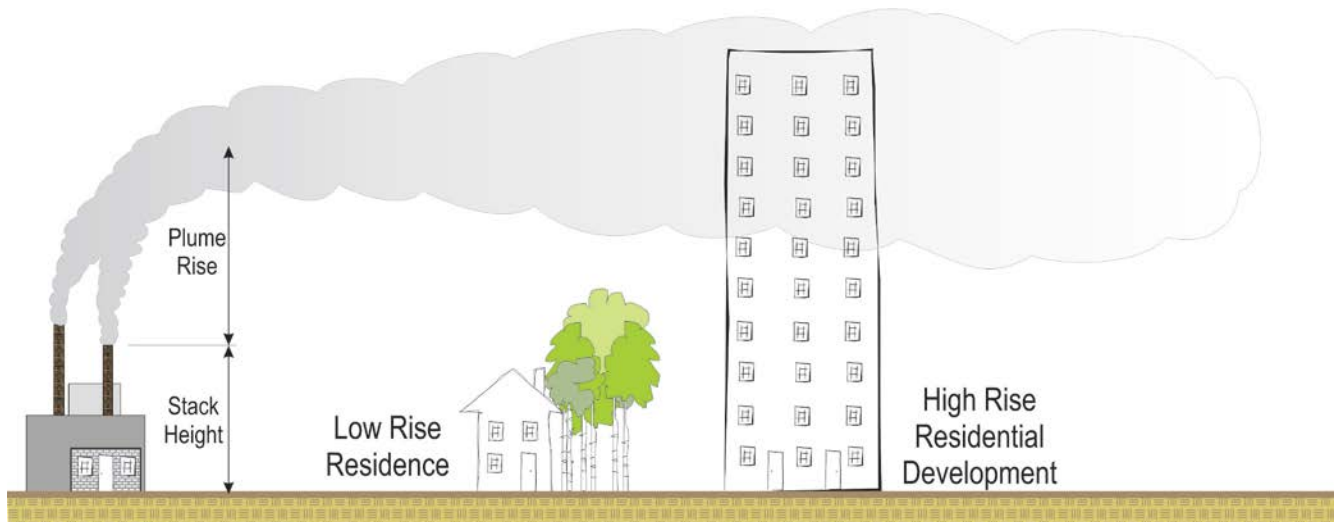 Plume
Rise
Stack
Height
Low Rise
Residence
High Rise
Residential
Development